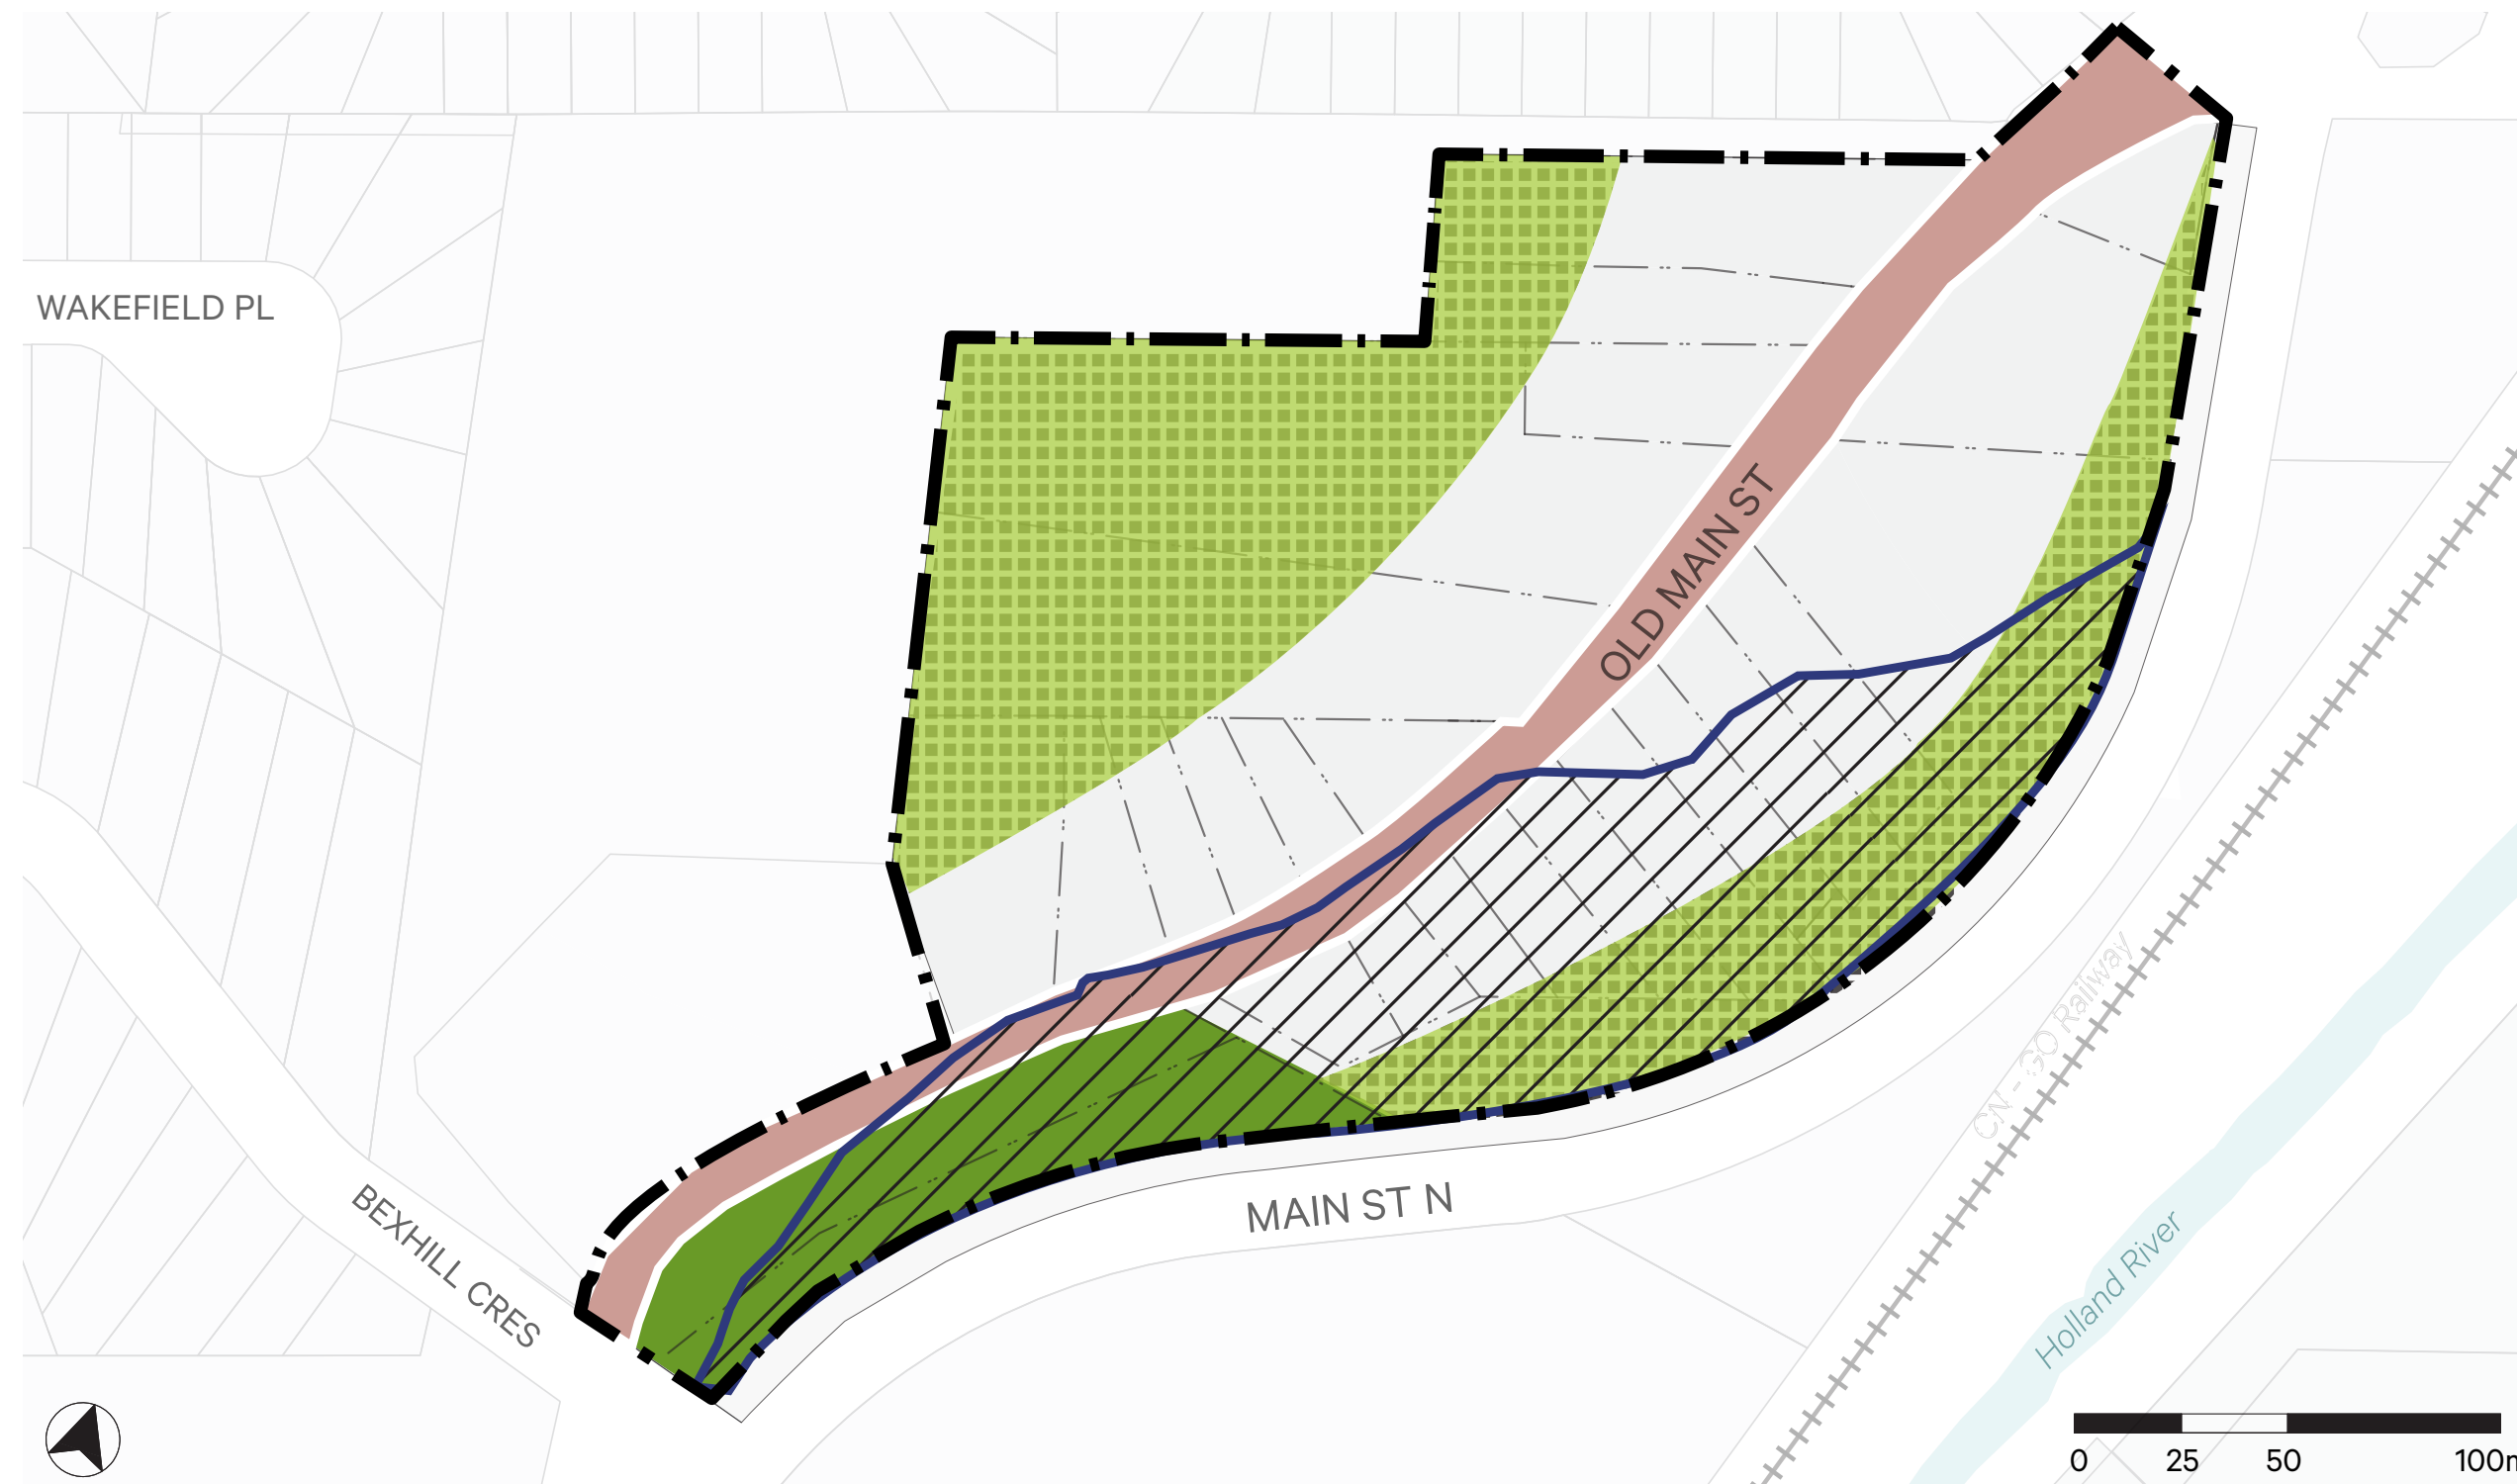 WAKEFIELD PL
OLD MAIN ST
CN - GO Railway
BEXHILL CRES
MAIN ST N
Holland River
0 25 50 100m